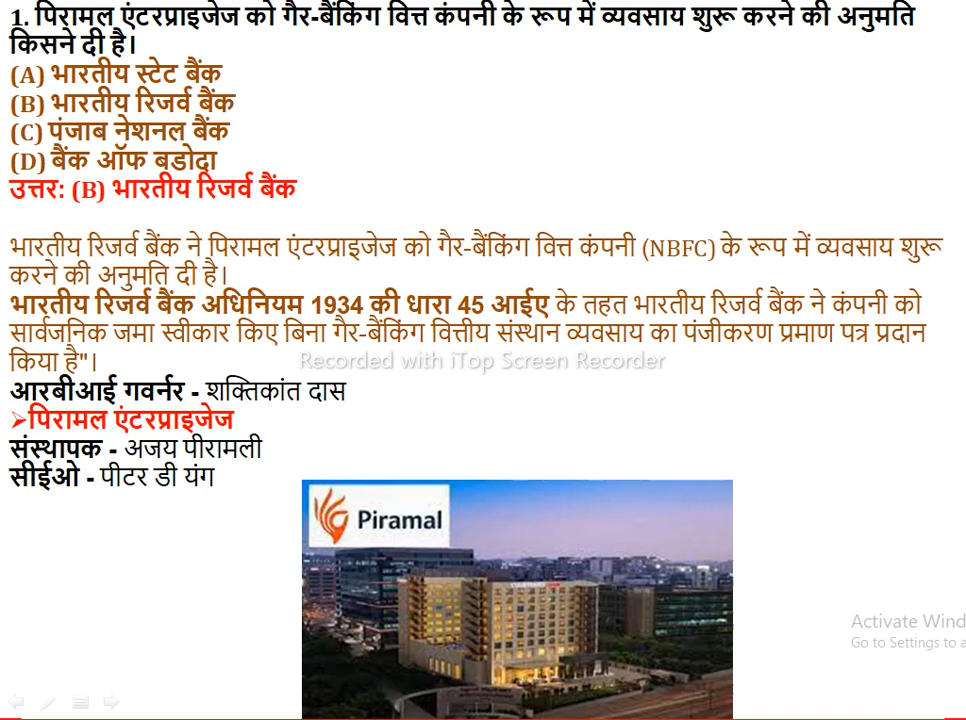 1. पिरामल एंटरप्राइजेज को गैर-बैंकिंग वित्त कंपनी के रूप में व्यवसाय शुरू करने की अनुमति
किसने दी है।
(A) भारतीय स्टेट बैंक
(B) भारतीय रिजर्व बैंक
(C) पंजाब नेशनल बैंक
(D) बैंक ऑफ बडोदा
उत्तर: (B) भारतीय रिजर्व बैंक
भारतीय रिजर्व बैंक ने पिरामल एंटरप्राइजेज को गैर-बैंकिंग वित्त कंपनी (NBFC) के रूप में व्यवसाय शुरू
करने की अनुमति दी है।
भारतीय रिजर्व बैंक अधिनियम 1934 की धारा 45 आईए के तहत भारतीय रिजर्व बैंक ने कंपनी को
सार्वजनिक जमा स्वीकार किए बिना गैर-बैंकिंग वित्तीय संस्थान व्यवसाय का पंजीकरण प्रमाण पत्र प्रदान
किया है"।
Recorded with iTop Screen Recorder
आरबीआई गवर्नर - शक्तिकांत दास
➢पिरामल एंटरप्राइजेज
संस्थापक - अजय पीरामली
सीईओ - पीटर डी यंग
Piramal
Activate Wind
Go to Settings to a